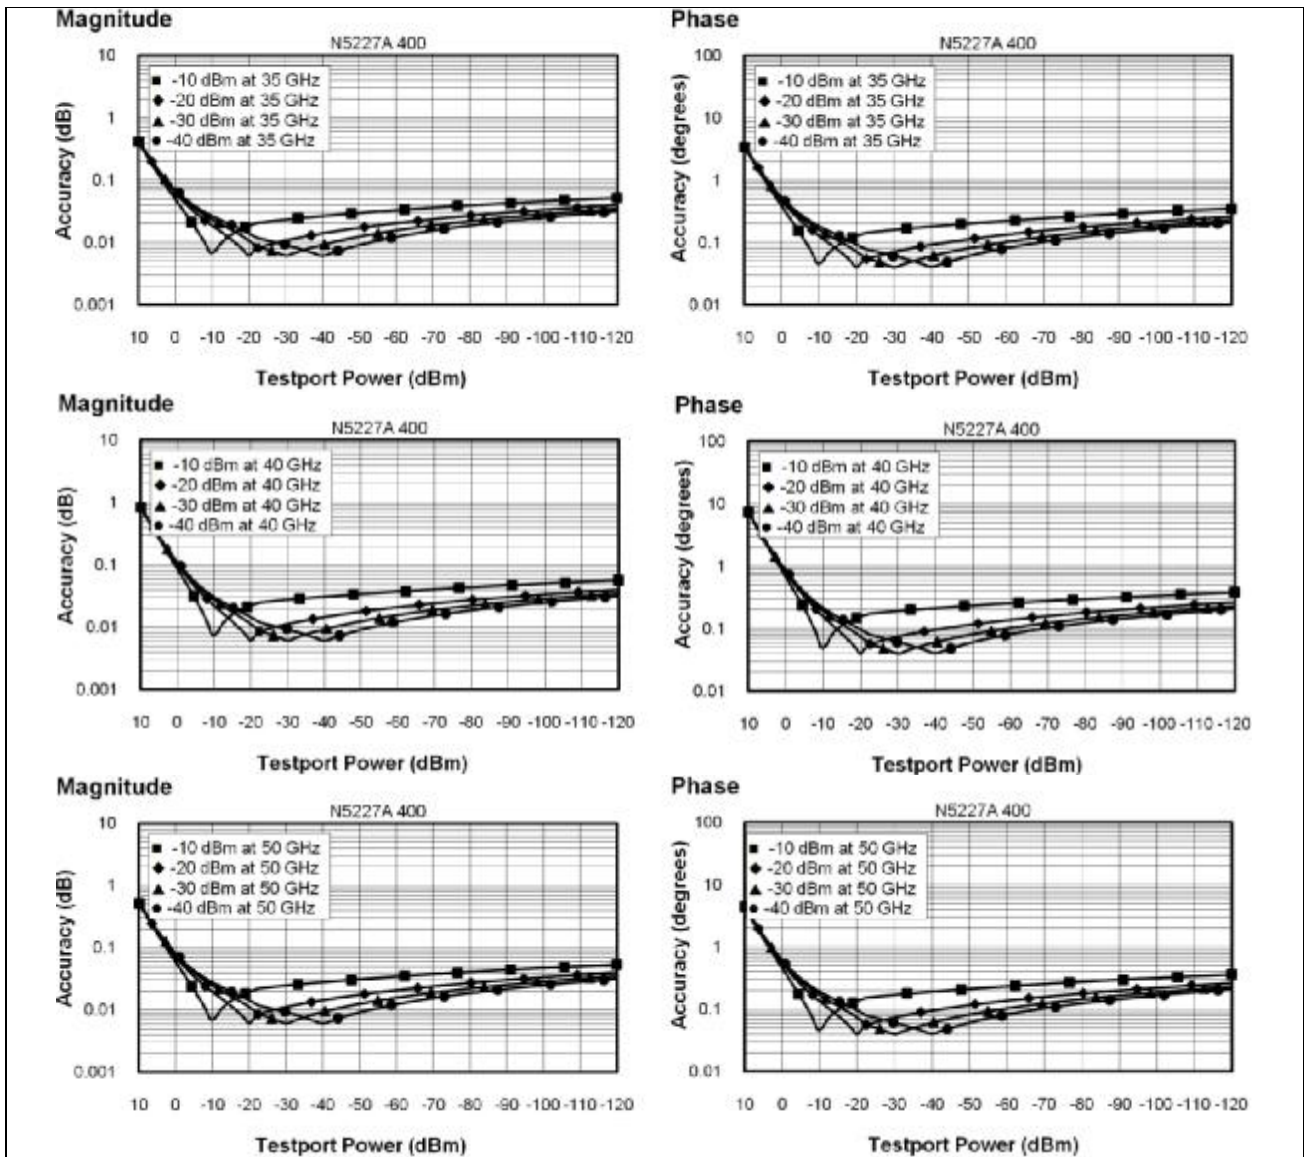 Magnitude
N5227A 400
10
1
0.1
0.01
0.001
Accuracy (dB)
-10 dBm at 35 GHz
-20 dBm at 35 GHz
-30 dBm at 35 GHz
-40 dBm at 35 GHz
10 0 -10 -20 -30 -40 -50 -60 -70 -80 -90 -100 -110 -120
Testport Power (dBm)
Phase
N5227A 400
100
10
1
0.1
0.01
Accuracy (degrees)
-10 dBm at 35 GHz
-20 dBm at 35 GHz
-30 dBm at 35 GHz
-40 dBm at 35 GHz
10 0 -10 -20 -30 -40 -50 -60 -70 -80 -90 -100 -110 -120
Testport Power (dBm)
Magnitude
N5227A 400
10
1
0.1
0.01
0.001
Accuracy (dB)
-10 dBm at 40 GHz
-20 dBm at 40 GHz
-30 dBm at 40 GHz
-40 dBm at 40 GHz
10 0 -10 -20 -30 -40 -50 -60 -70 -80 -90 -100 -110 -120
Testport Power (dBm)
Phase
N5227A 400
100
10
1
0.1
0.01
Accuracy (degrees)
-10 dBm at 40 GHz
-20 dBm at 40 GHz
-30 dBm at 40 GHz
-40 dBm at 40 GHz
10 0 -10 -20 -30 -40 -50 -60 -70 -80 -90 -100 -110 -120
Testport Power (dBm)
Magnitude
N5227A 400
10
1
0.1
0.01
0.001
Accuracy (dB)
-10 dBm at 50 GHz
-20 dBm at 50 GHz
-30 dBm at 50 GHz
-40 dBm at 50 GHz
10 0 -10 -20 -30 -40 -50 -60 -70 -80 -90 -100 -110 -120
Testport Power (dBm)
Phase
N5227A 400
100
10
1
0.1
0.01
Accuracy (degrees)
-10 dBm at 50 GHz
-20 dBm at 50 GHz
-30 dBm at 50 GHz
-40 dBm at 50 GHz
10 0 -10 -20 -30 -40 -50 -60 -70 -80 -90 -100 -110 -120
Testport Power (dBm)